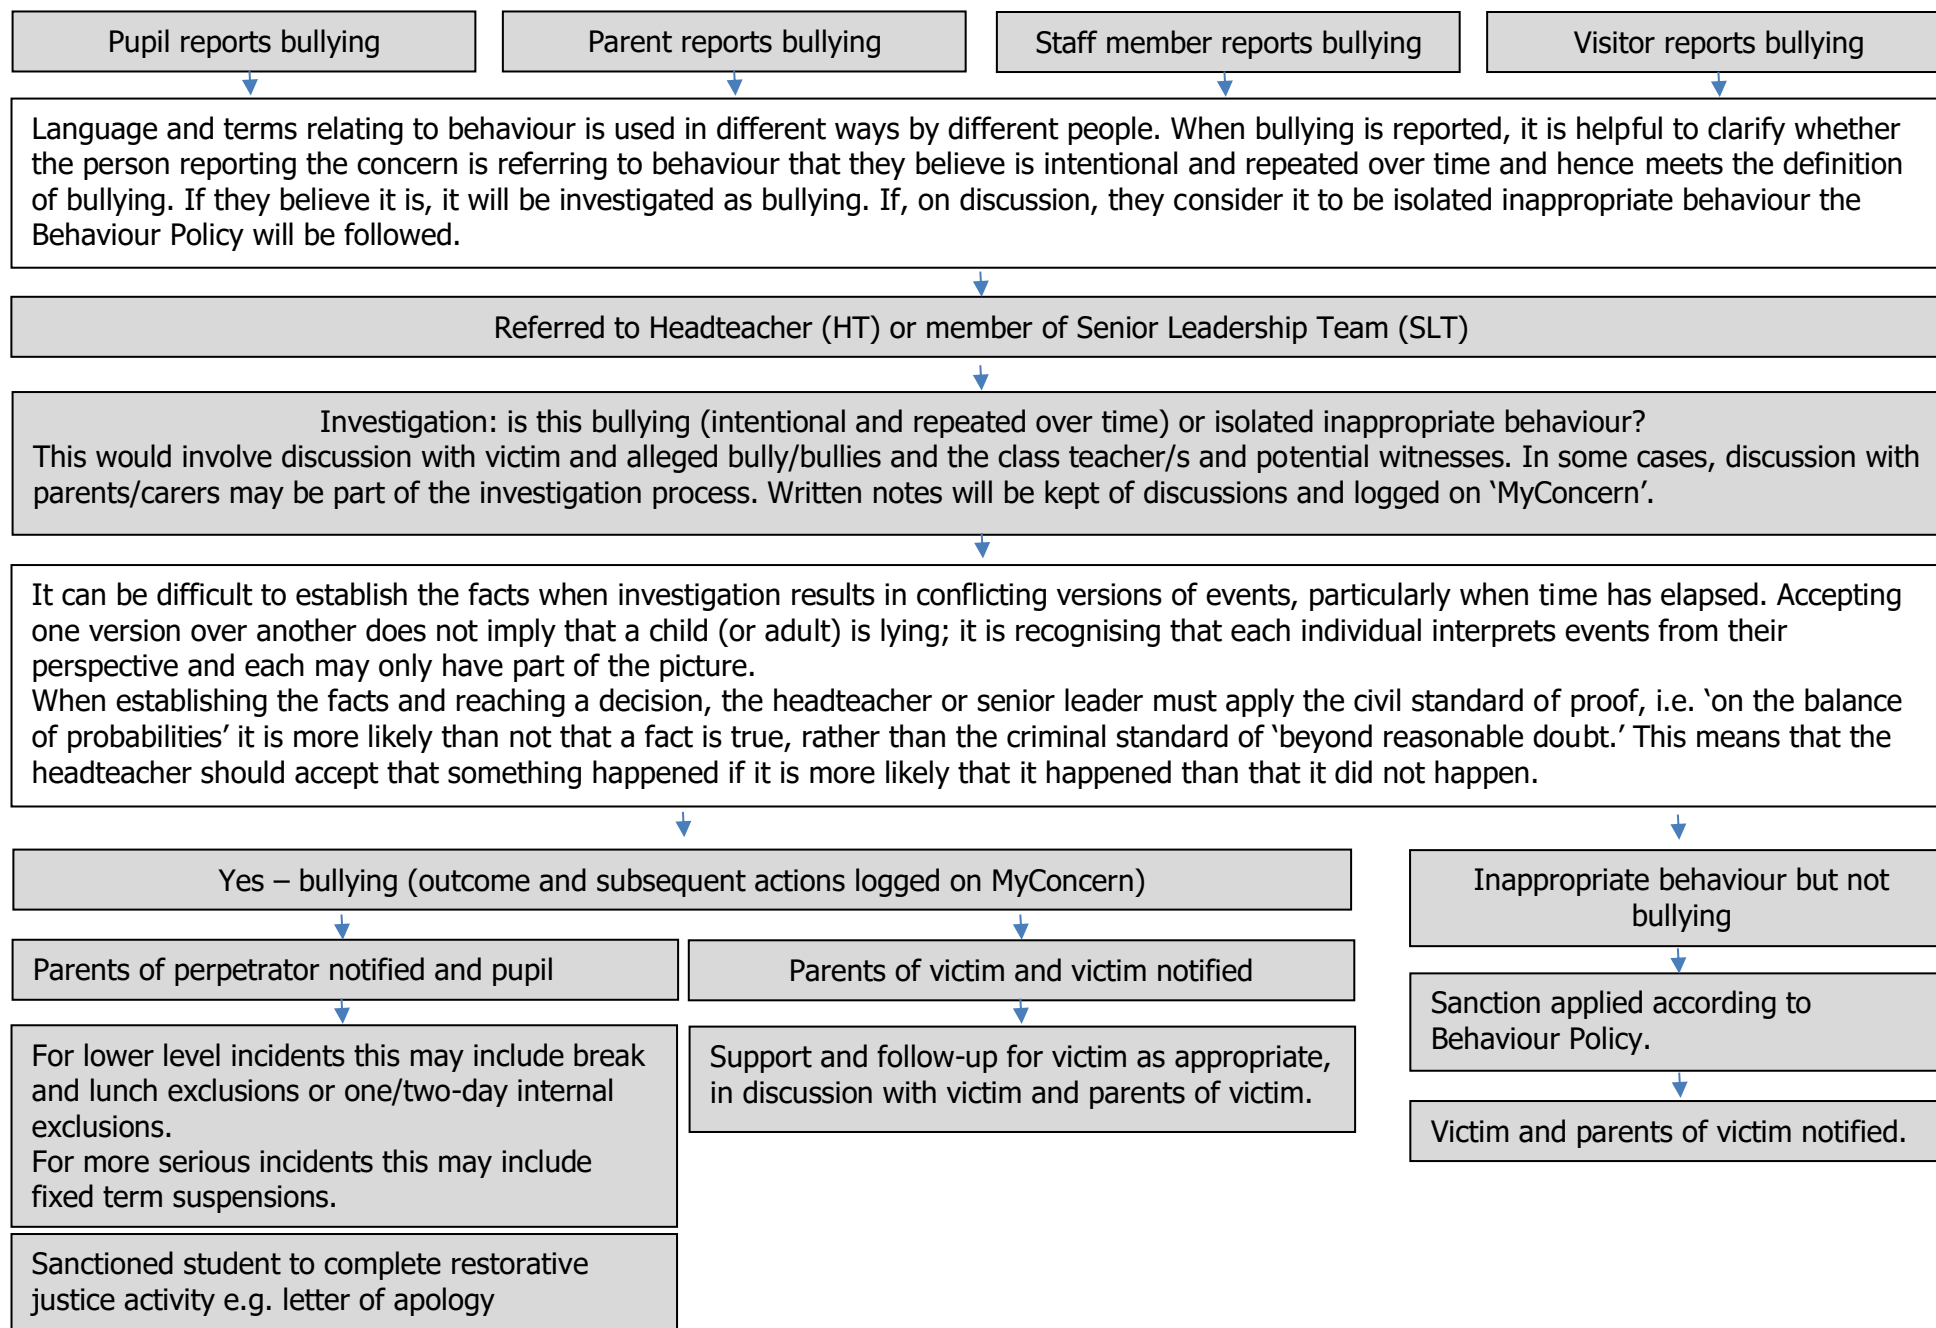 Pupil reports bullying
Parent reports bullying
Staff member reports bullying
Visitor reports bullying
Language and terms relating to behaviour is used in different ways by different people. When bullying is reported, it is helpful to clarify whether
the person reporting the concern is referring to behaviour that they believe is intentional and repeated over time and hence meets the definition
of bullying. If they believe it is, it will be investigated as bullying. If, on discussion, they consider it to be isolated inappropriate behaviour the
Behaviour Policy will be followed.
Referred to Headteacher (HT) or member of Senior Leadership Team (SLT)
Investigation: is this bullying (intentional and repeated over time) or isolated inappropriate behaviour?
This would involve discussion with victim and alleged bully/bullies and the class teacher/s and potential witnesses. In some cases, discussion with
parents/carers may be part of the investigation process. Written notes will be kept of discussions and logged on ‘MyConcern’.
It can be difficult to establish the facts when investigation results in conflicting versions of events, particularly when time has elapsed. Accepting
one version over another does not imply that a child (or adult) is lying; it is recognising that each individual interprets events from their
perspective and each may only have part of the picture.
When establishing the facts and reaching a decision, the headteacher or senior leader must apply the civil standard of proof, i.e. ‘on the balance
of probabilities’ it is more likely than not that a fact is true, rather than the criminal standard of ‘beyond reasonable doubt.’ This means that the
headteacher should accept that something happened if it is more likely that it happened than that it did not happen.
Yes – bullying (outcome and subsequent actions logged on MyConcern)
Parents of perpetrator notified and pupil
For lower level incidents this may include break
and lunch exclusions or one/two-day internal
exclusions.
For more serious incidents this may include
fixed term suspensions.
Sanctioned student to complete restorative
justice activity e.g. letter of apology
Parents of victim and victim notified
Support and follow-up for victim as appropriate,
in discussion with victim and parents of victim.
Inappropriate behaviour but not
bullying
Sanction applied according to
Behaviour Policy.
Victim and parents of victim notified.